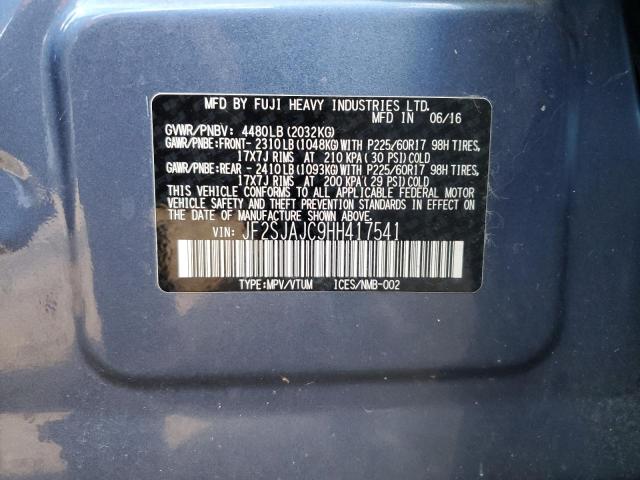 MFD BY FUJI HEAVY INDUSTRIES LTD.
MFD IN 06/16
GVWR/PNBV: 4480LB (2032KG)
GAWR/PNBE:FRONT-2310LB (1048KG) WITH P225/60R17 98H TIRES,
17X7J RIMS AT 210 KPA (30 PSI) COLD
GAWR/PNBE:REAR -2410LB (1093KG) WITH P225/60R17 98H TIRES,
17X7J RIMS AT 200 KPA (29 PSI) COLD
THIS VEHICLE CONFORMS TO ALL APPLICABLE FEDERAL MOTOR
VEHICLE SAFETY, BUMPER, AND THEFT PREVENTION
STANDARDS IN EFFECT ON THE DATE OF MANUFACTURE SHOWN ABOVE.
VIN: JF2SJAJC9HH417541
TYPE:MPV/VTUM ICES/NMB-002